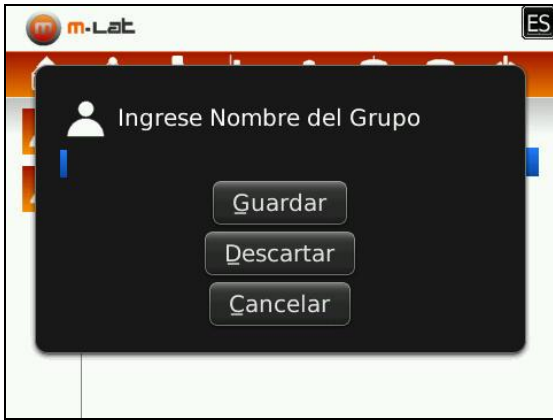 m m-Lat ES
Ingrese Nombre del Grupo
Guardar
Descartar
Cancelar